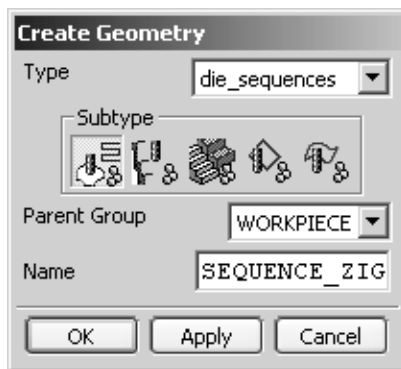 Create Geometry
Type die_sequences
Subtype
Parent Group WORKPIECE
Name SEQUENCE_ZIG
OK Apply Cancel